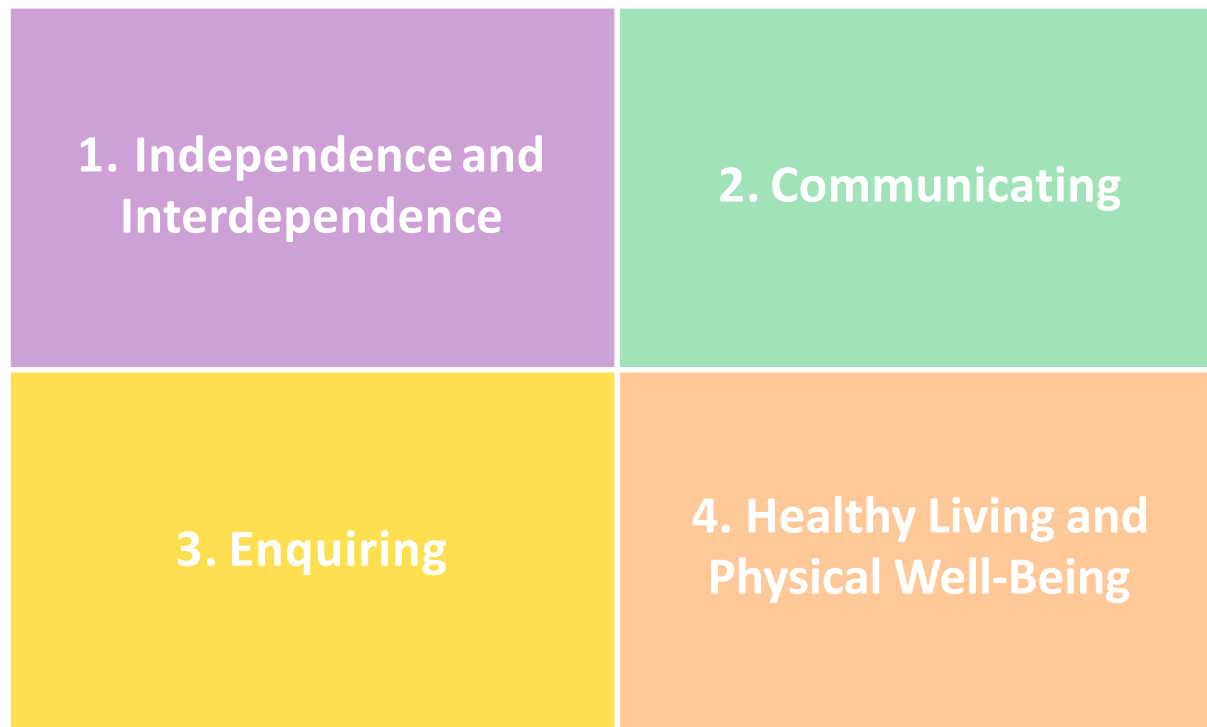 1. Independence and
Interdependence
2. Communicating
3. Enquiring
4. Healthy Living and
Physical Well-Being